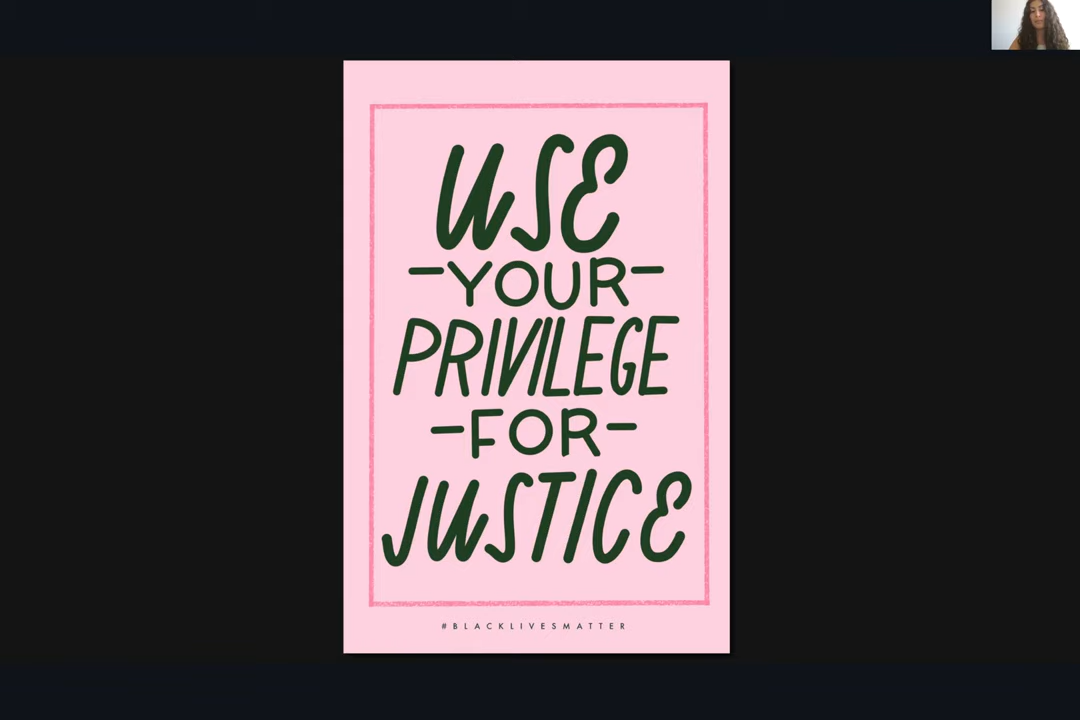 USE
-YOUR-
PRIVILEGE
-FOR-
JUSTICE
#BLACKLIVESMATTER